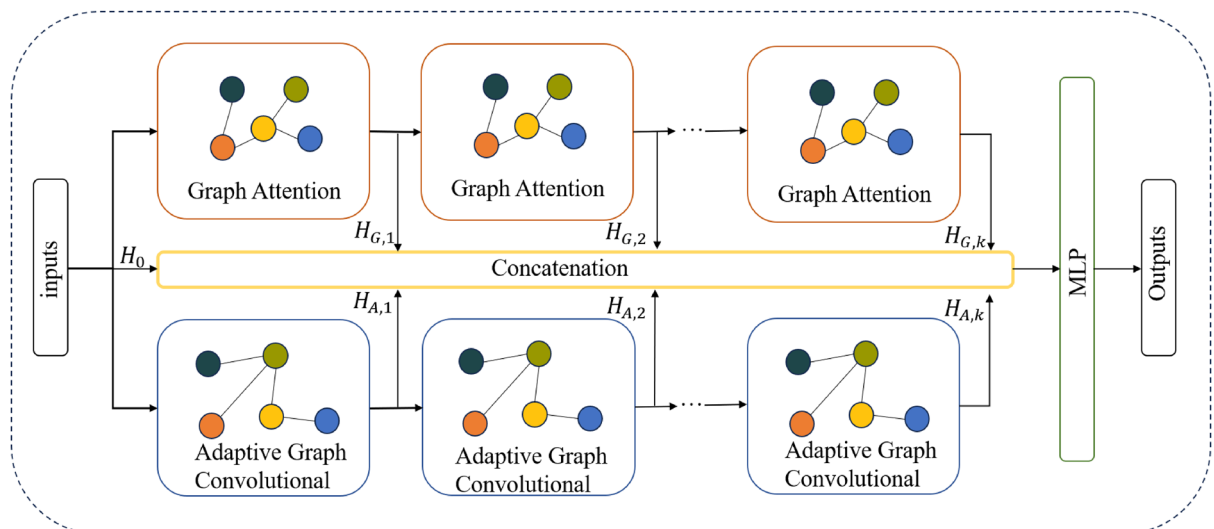 Graph Attention
Graph Attention
...
Graph Attention
inputs
H_0
H_{G,1}
H_{G,2}
H_{G,k}
Concatenation
H_{A,1}
H_{A,2}
H_{A,k}
MLP
Outputs
Adaptive Graph
Convolutional
Adaptive Graph
Convolutional
...
Adaptive Graph
Convolutional